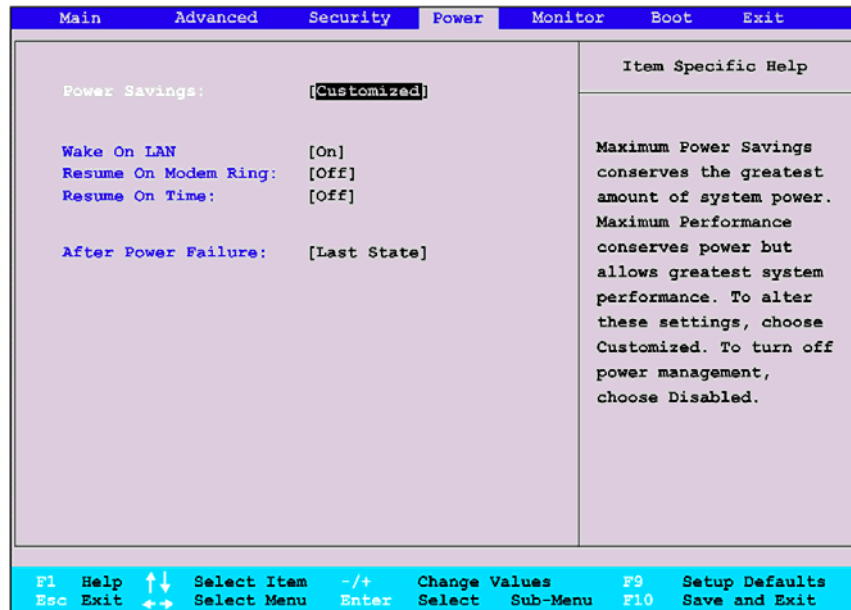 Main Advanced Security Power Monitor Boot Exit
Power Savings: [Customized]
Wake On LAN [On]
Resume On Modem Ring: [Off]
Resume On Time: [Off]
After Power Failure: [Last State]
Item Specific Help
Maximum Power Savings
conserves the greatest
amount of system power.
Maximum Performance
conserves power but
allows greatest system
performance. To alter
these settings, choose
Customized. To turn off
power management,
choose Disabled.
F1 Help ↑↓ Select Item -/+ Change Values F9 Setup Defaults
Esc Exit ←→ Select Menu Enter Select Sub-Menu F10 Save and Exit